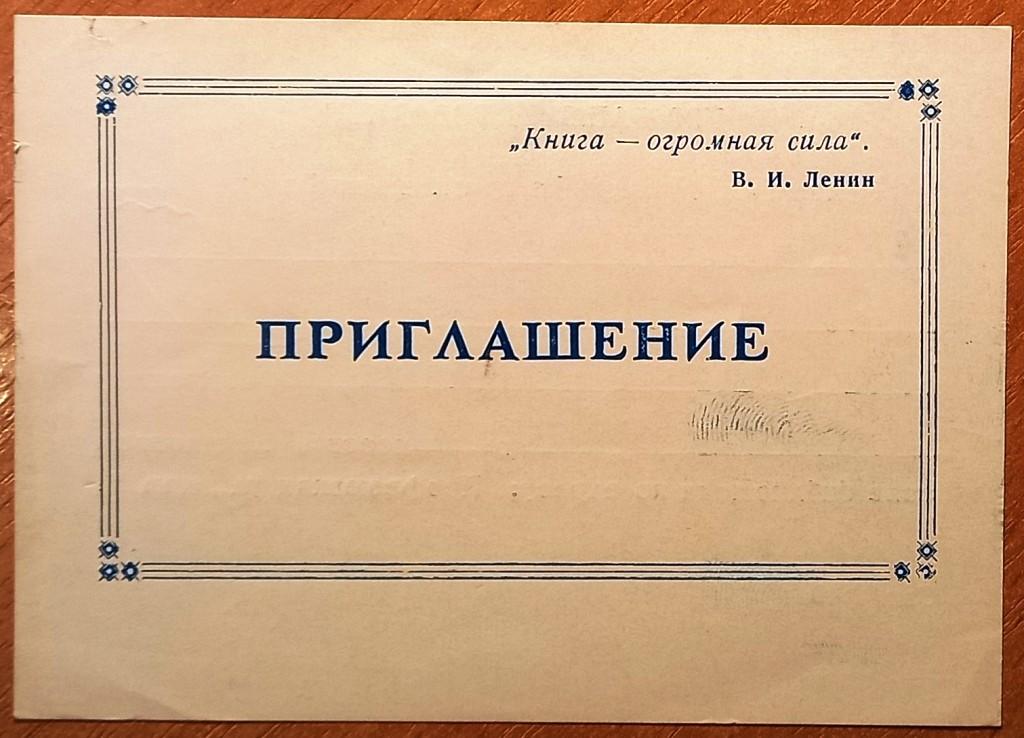 „Книга — огромная сила“.
В. И. Ленин
ПРИГЛАШЕНИЕ